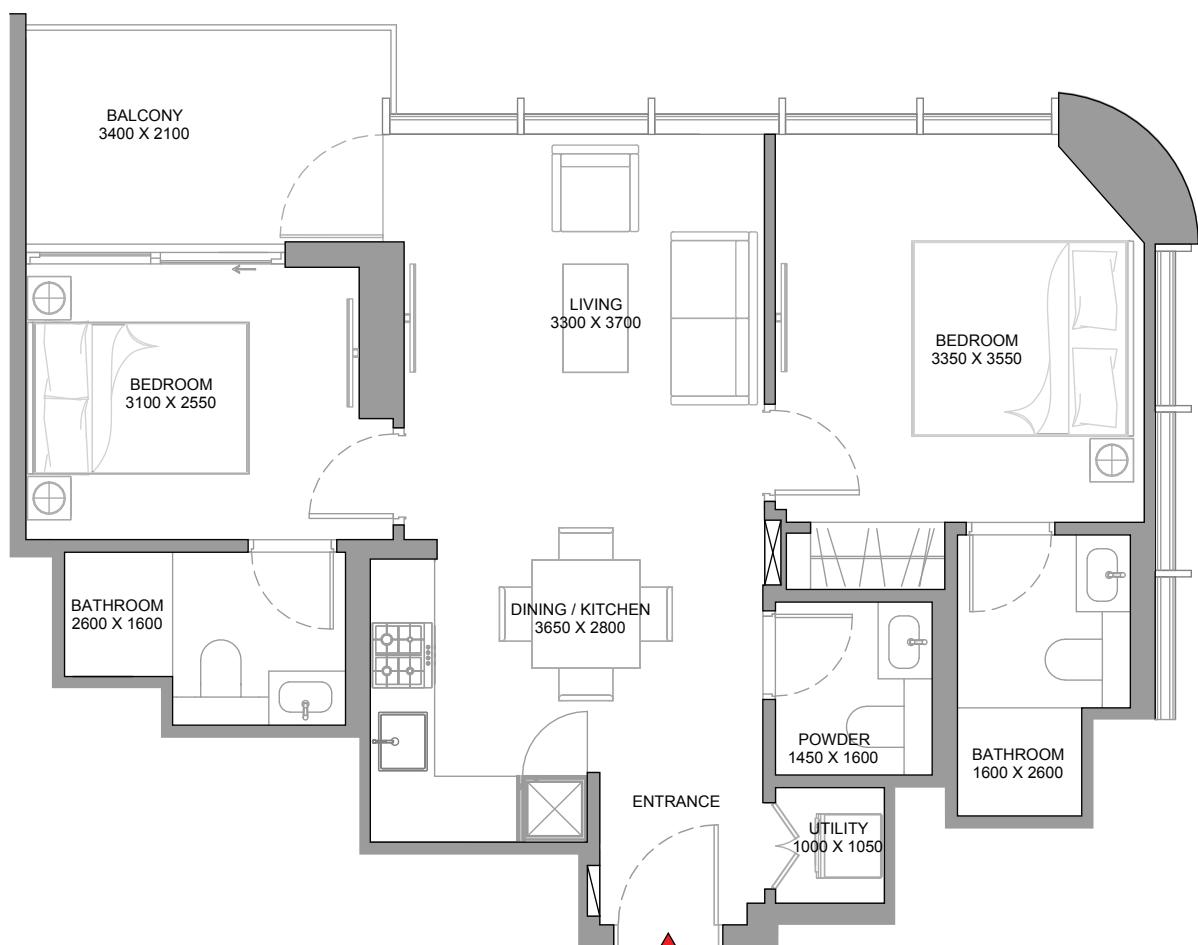 BALCONY
3400 X 2100
LIVING
3300 X 3700
BEDROOM
3350 X 3550
BEDROOM
3100 X 2550
BATHROOM
2600 X 1600
DINING / KITCHEN
3650 X 2800
POWDER
1450 X 1600
BATHROOM
1600 X 2600
ENTRANCE
UTILITY
1000 X 1050